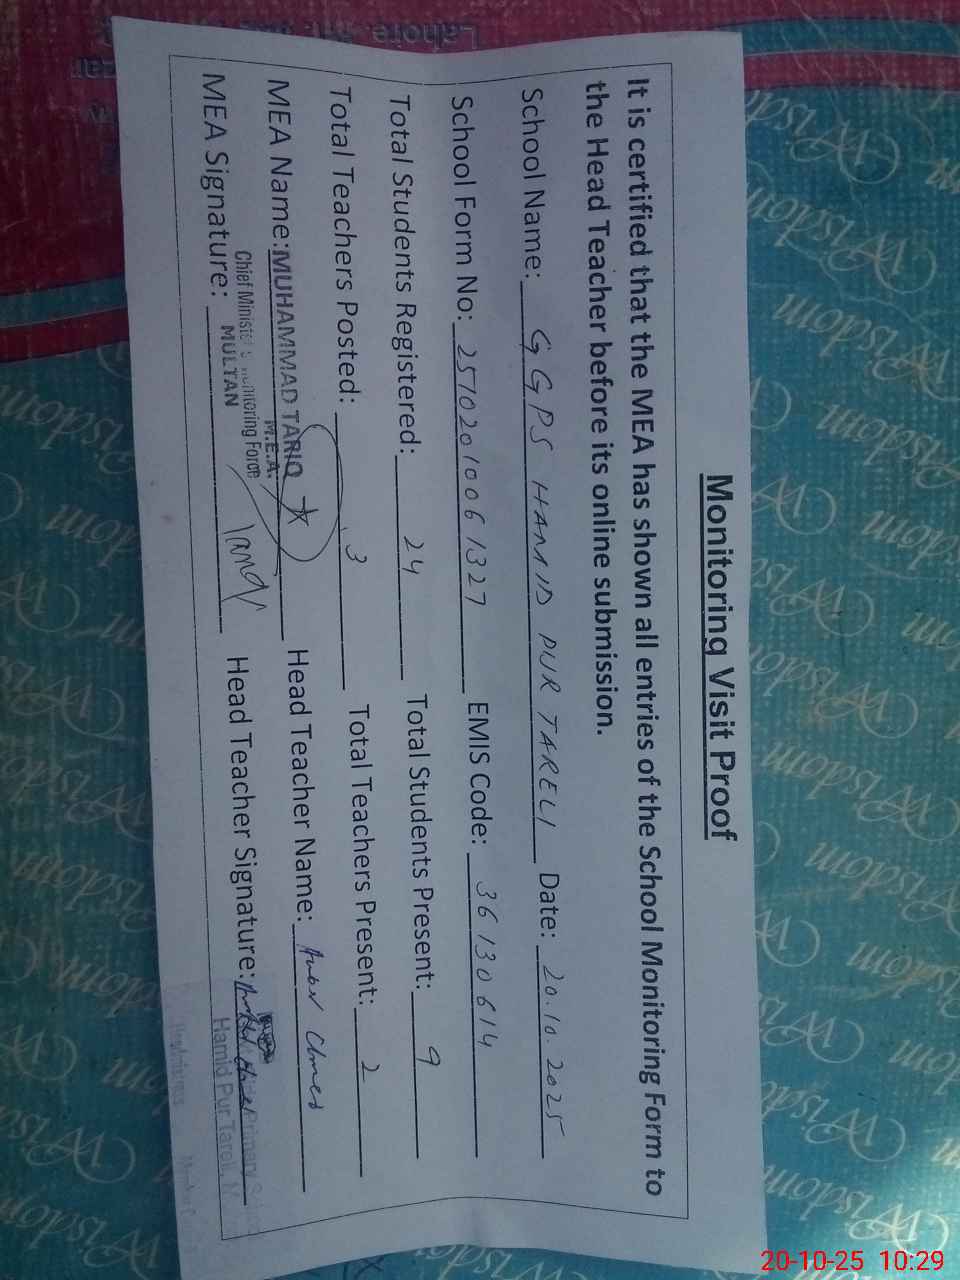 Monitoring Visit Proof
It is certified that the MEA has shown all entries of the School Monitoring Form to
the Head Teacher before its online submission.
School Name: GGPS HAMID PUR TARELI Date: 20.10.2025
School Form No: 25102010061327 EMIS Code: 36130614
Total Students Registered: 24 Total Students Present: 9
Total Teachers Posted: 3 Total Teachers Present: 2
MEA Name: MUHAMMAD TARIQ Head Teacher Name:
M.E.A.
Chief Minister's Monitoring Force
MULTAN
MEA Signature: Head Teacher Signature:
Primary
Hamid Pur Tareli
Wisdom
Lahore
20-10-25 10:29